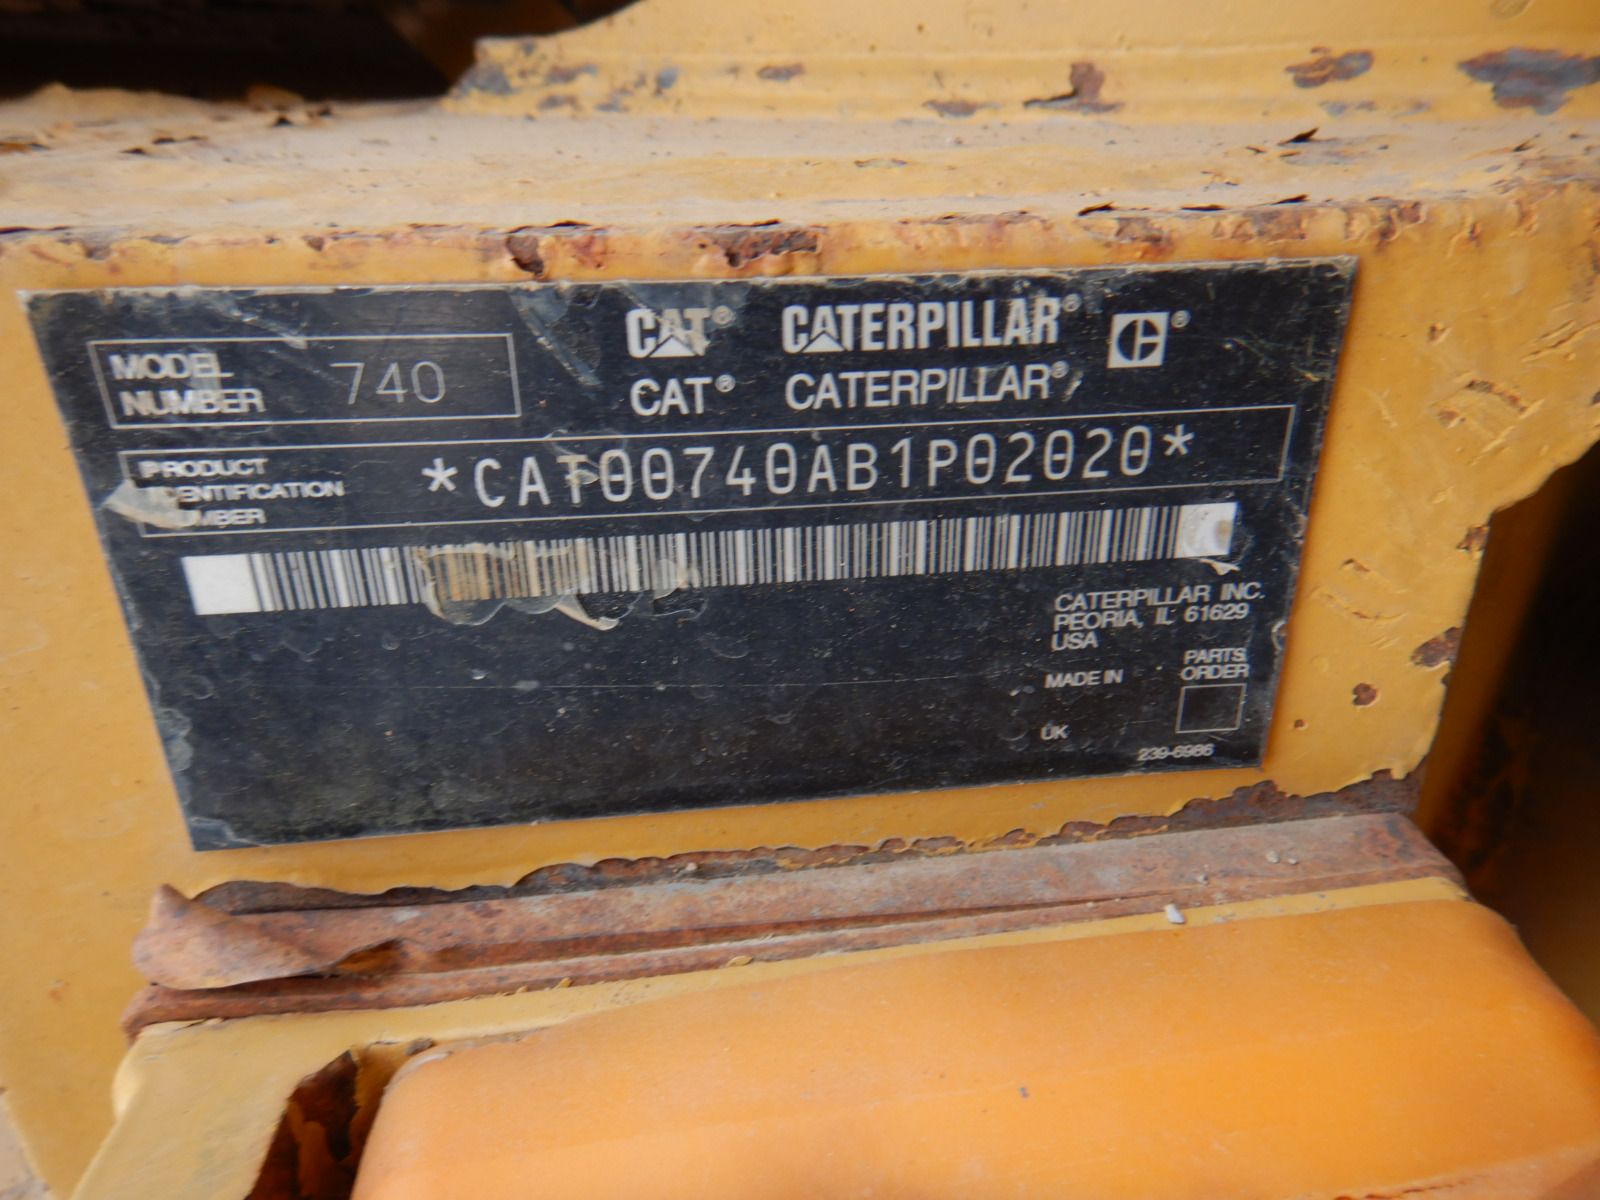 MODEL
NUMBER
740
CAT® CATERPILLAR® ®
CAT® CATERPILLAR®
PRODUCT
IDENTIFICATION
NUMBER
*CAT00740AB1P02020*
CATERPILLAR INC.
PEORIA, IL 61629
USA
MADE IN
UK
PARTS
ORDER
239-6986